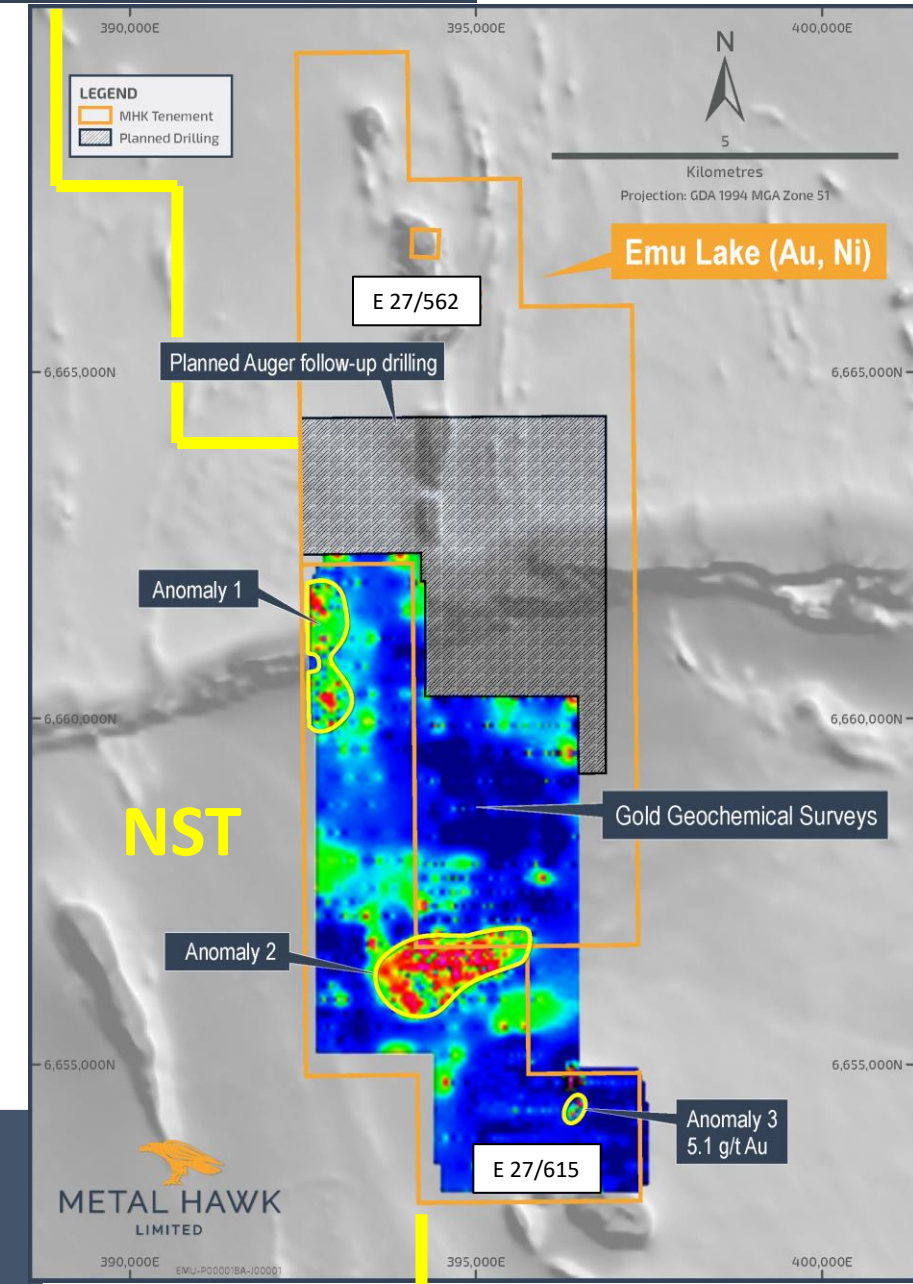 390,000E
395,000E
400,000E
LEGEND
MHK Tenement
Planned Drilling
N
5
Kilometres
Projection: GDA 1994 MGA Zone 51
Emu Lake (Au, Ni)
E 27/562
Planned Auger follow-up drilling
6,665,000N
6,665,000N
Anomaly 1
6,660,000N
6,660,000N
NST
Gold Geochemical Surveys
Anomaly 2
6,655,000N
6,655,000N
Anomaly 3
5.1 g/t Au
E 27/615
METAL HAWK
LIMITED
390,000E
EMU-P00001BA-J00001
395,000E
400,000E